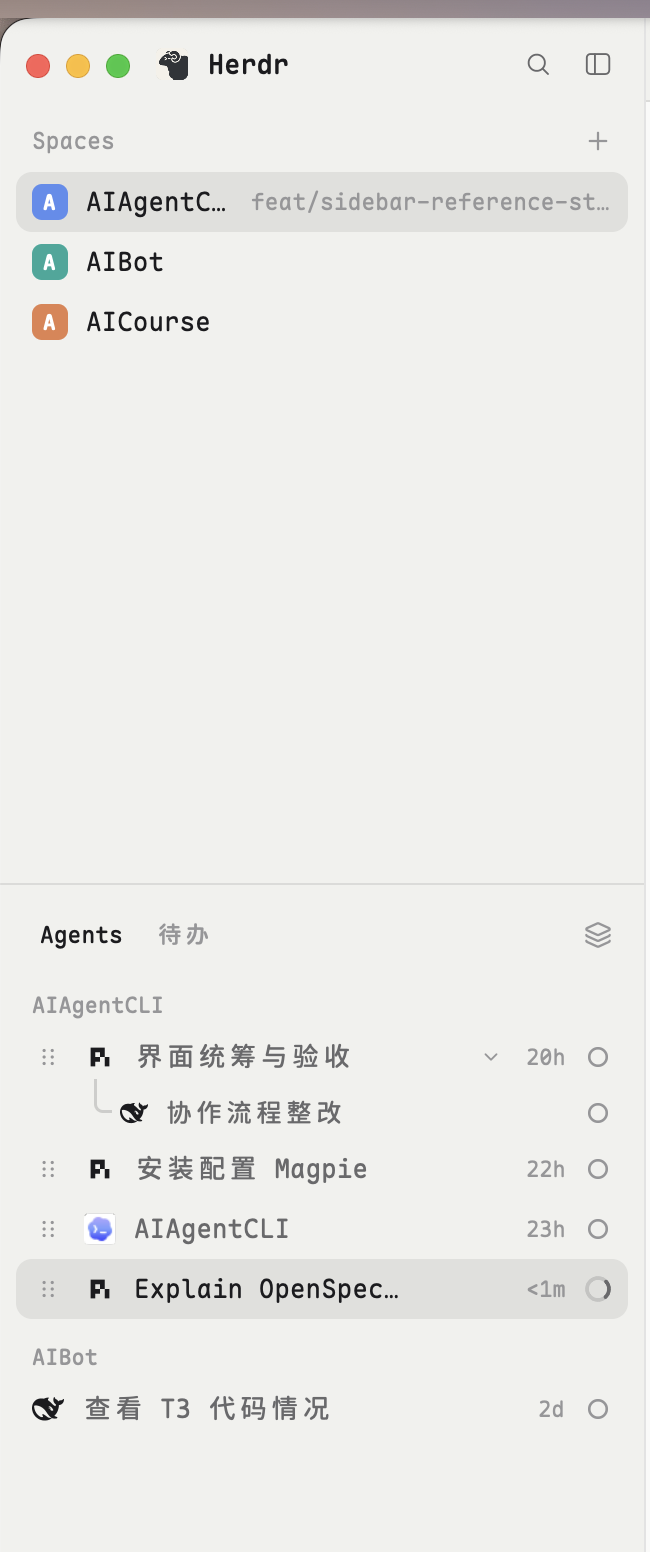 Herdr
Spaces
A AIAgentC… feat/sidebar-reference-st…
A AIBot
A AICourse
Agents 待办
AIAgentCLI
界面统筹与验收 20h
协作流程整改
安装配置 Magpie 22h
AIAgentCLI 23h
Explain OpenSpec… <1m
AIBot
查看 T3 代码情况 2d